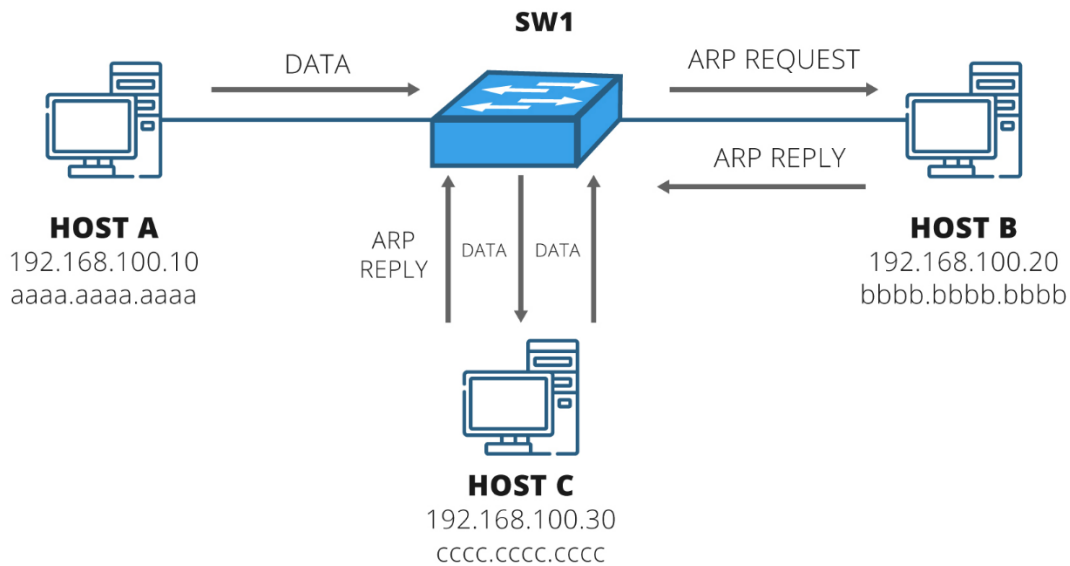 SW1
DATA
ARP REQUEST
ARP REPLY
HOST A
192.168.100.10
aaaa.aaaa.aaaa
ARP
REPLY
DATA
DATA
HOST B
192.168.100.20
bbbb.bbbb.bbbb
HOST C
192.168.100.30
cccc.cccc.cccc